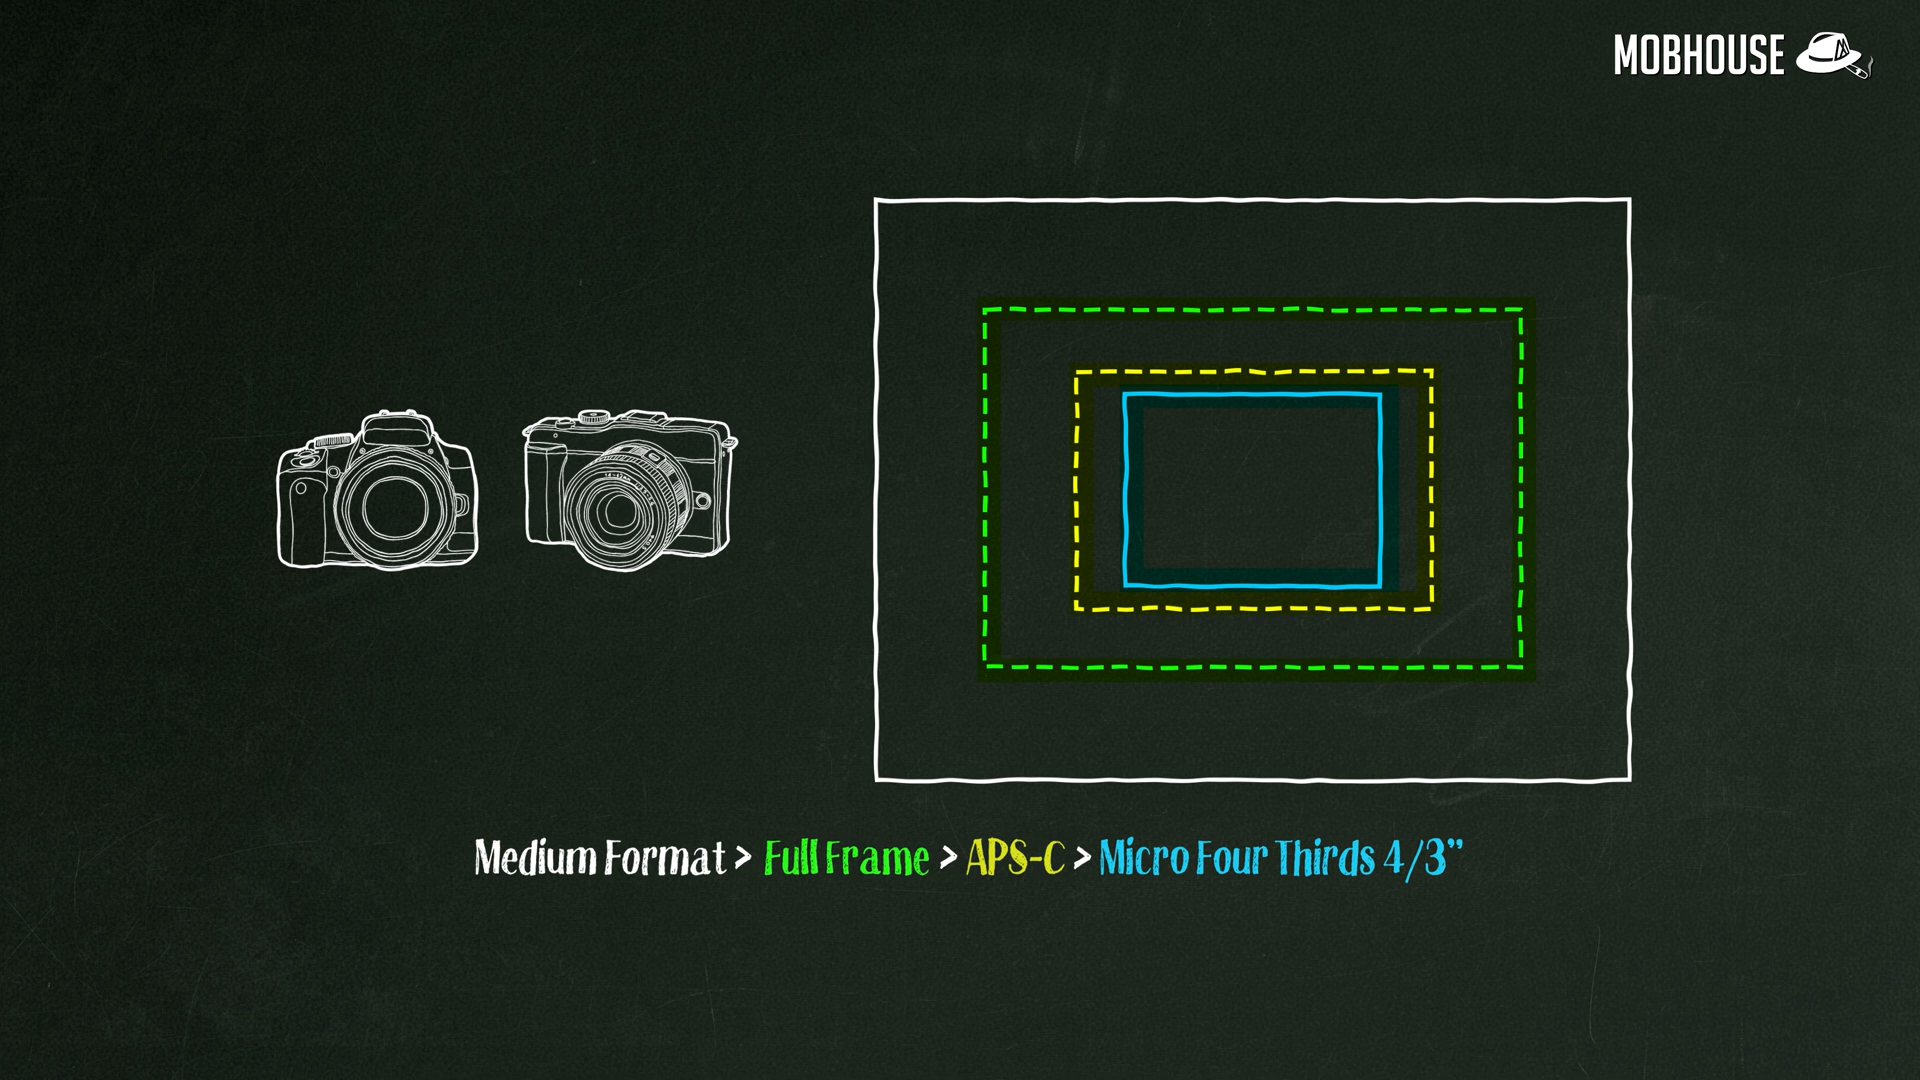 MOBHOUSE
Medium Format > Full Frame > APS-C > Micro Four Thirds 4/3”